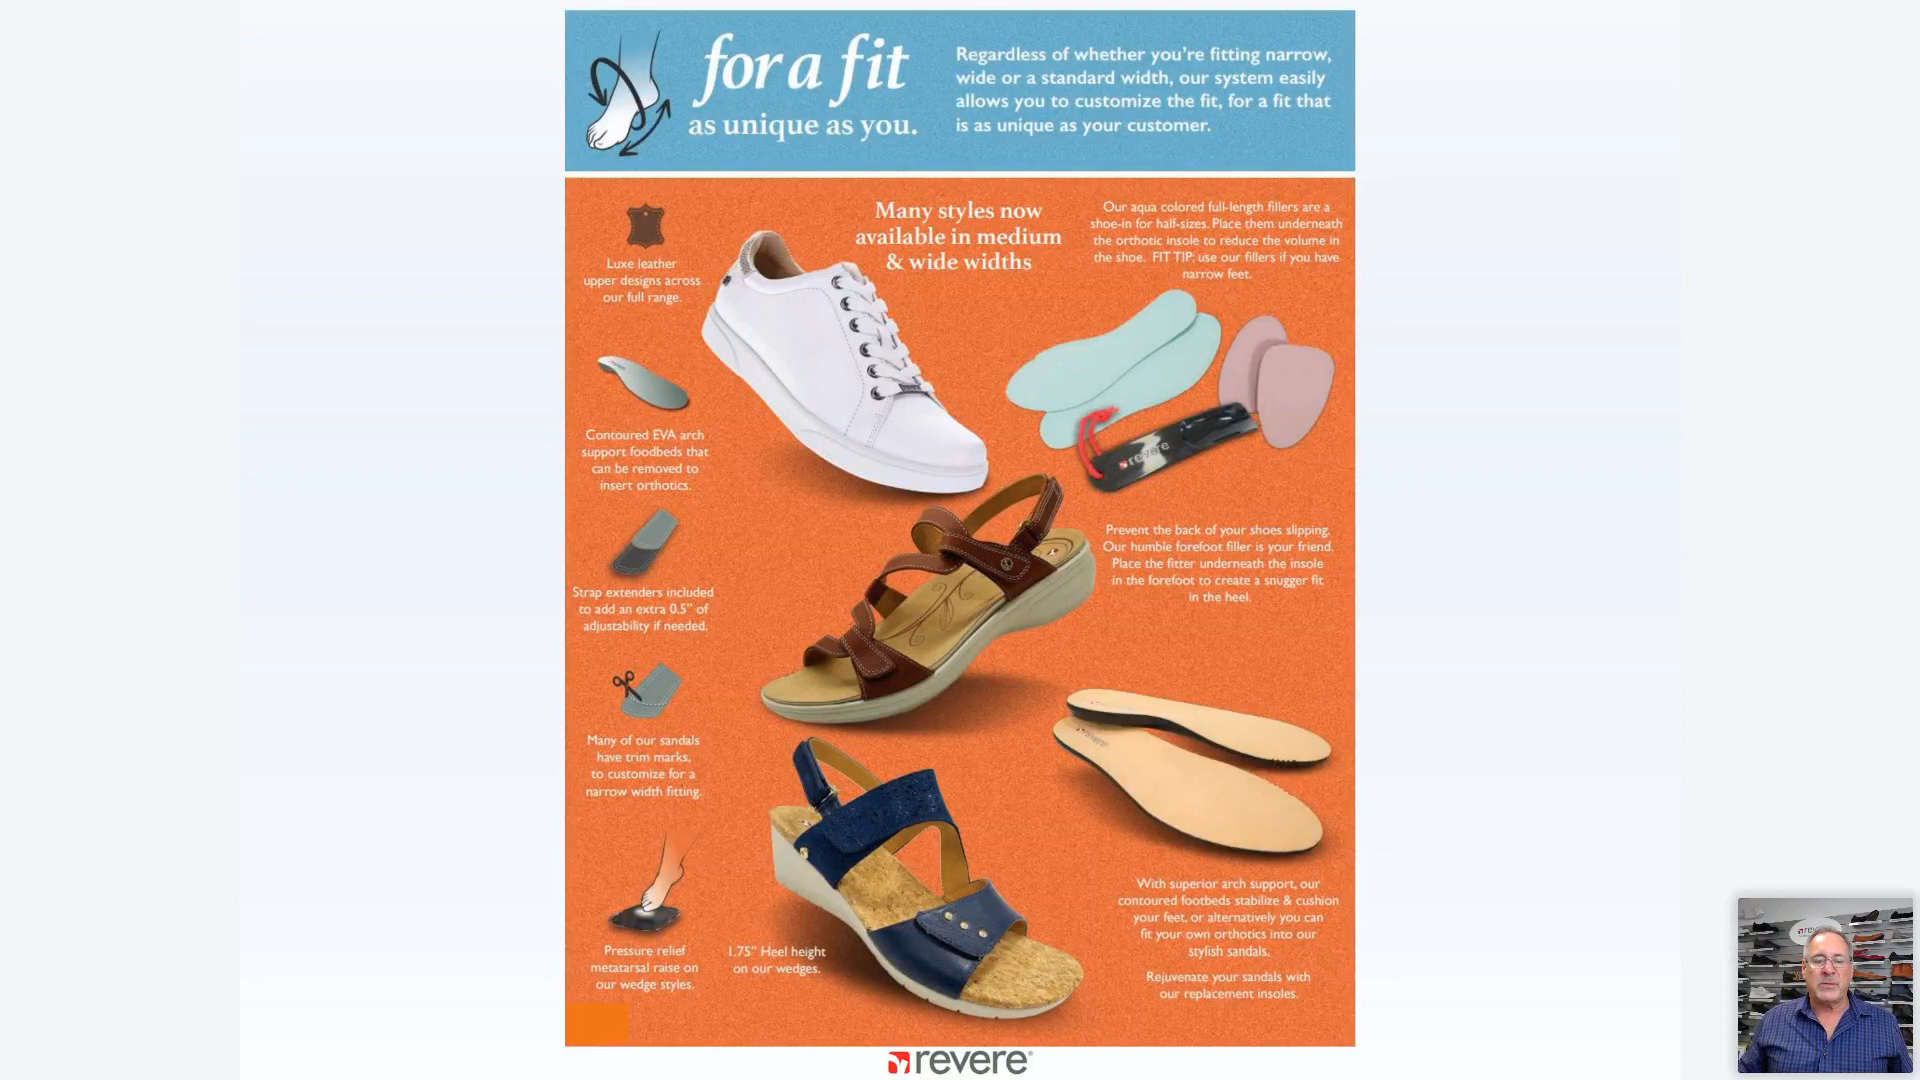 for a fit
as unique as you.
Regardless of whether you're fitting narrow,
wide or a standard width, our system easily
allows you to customize the fit, for a fit that
is as unique as your customer.
Many styles now
available in medium
& wide widths
Our aqua colored full-length fillers are a
shoe-in for half-sizes. Place them underneath
the orthotic insole to reduce the volume in
the shoe. FIT TIP: use our fillers if you have
narrow feet.
Luxe leather
upper designs across
our full range.
Contoured EVA arch
support foodbeds that
can be removed to
insert orthotics.
revere
Prevent the back of your shoes slipping.
Our humble forefoot filler is your friend.
Place the fitter underneath the insole
in the forefoot to create a snugger fit
in the heel.
Strap extenders included
to add an extra 0.5" of
adjustability if needed.
Many of our sandals
have trim marks,
to customize for a
narrow width fitting.
revere
With superior arch support, our
contoured footbeds stabilize & cushion
your feet, or alternatively you can
fit your own orthotics into our
stylish sandals.
Rejuvenate your sandals with
our replacement insoles.
Pressure relief
metatarsal raise on
our wedge styles.
1.75" Heel height
on our wedges.
revere®